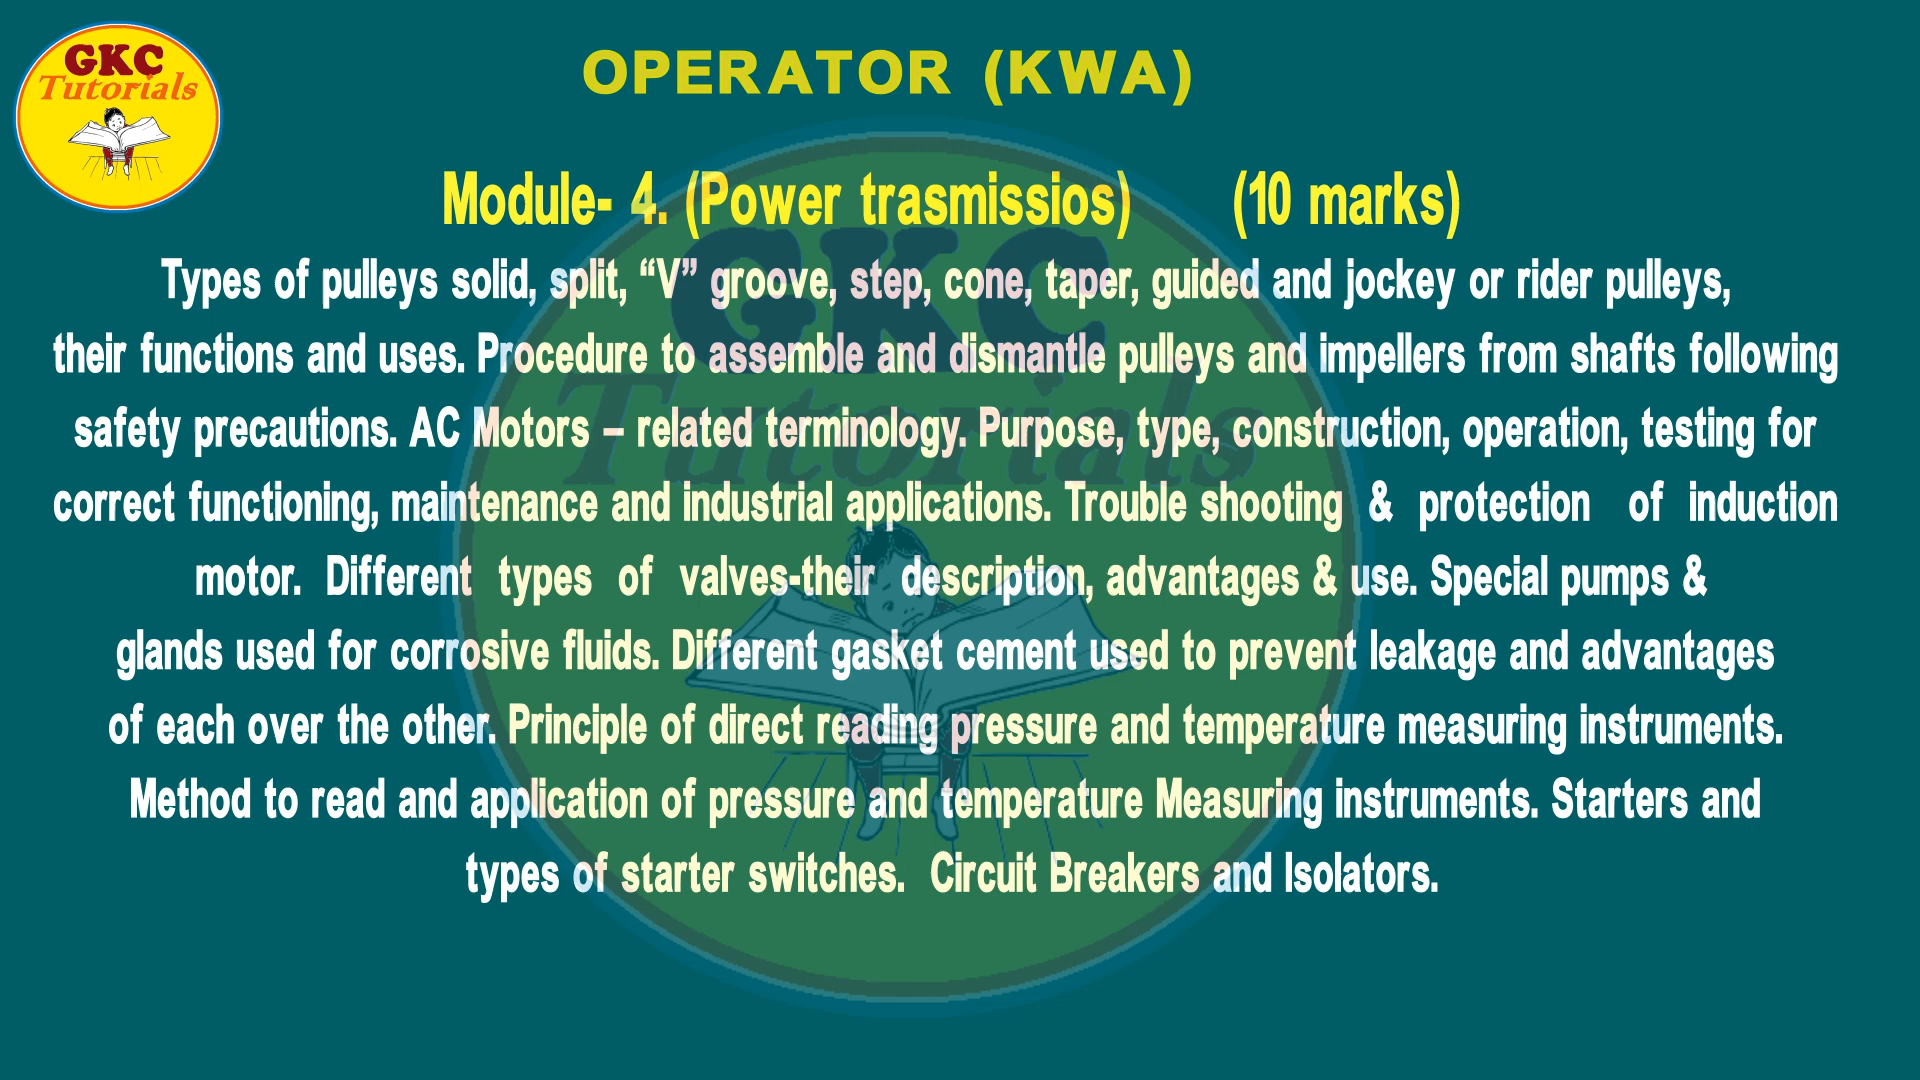 GKC
Tutorials
OPERATOR (KWA)
Module- 4. (Power trasmissios) (10 marks)
Types of pulleys solid, split, “V” groove, step, cone, taper, guided and jockey or rider pulleys,
their functions and uses. Procedure to assemble and dismantle pulleys and impellers from shafts following
safety precautions. AC Motors – related terminology. Purpose, type, construction, operation, testing for
correct functioning, maintenance and industrial applications. Trouble shooting & protection of induction
motor. Different types of valves-their description, advantages & use. Special pumps &
glands used for corrosive fluids. Different gasket cement used to prevent leakage and advantages
of each over the other. Principle of direct reading pressure and temperature measuring instruments.
Method to read and application of pressure and temperature Measuring instruments. Starters and
types of starter switches. Circuit Breakers and Isolators.
GKC
Tutorials